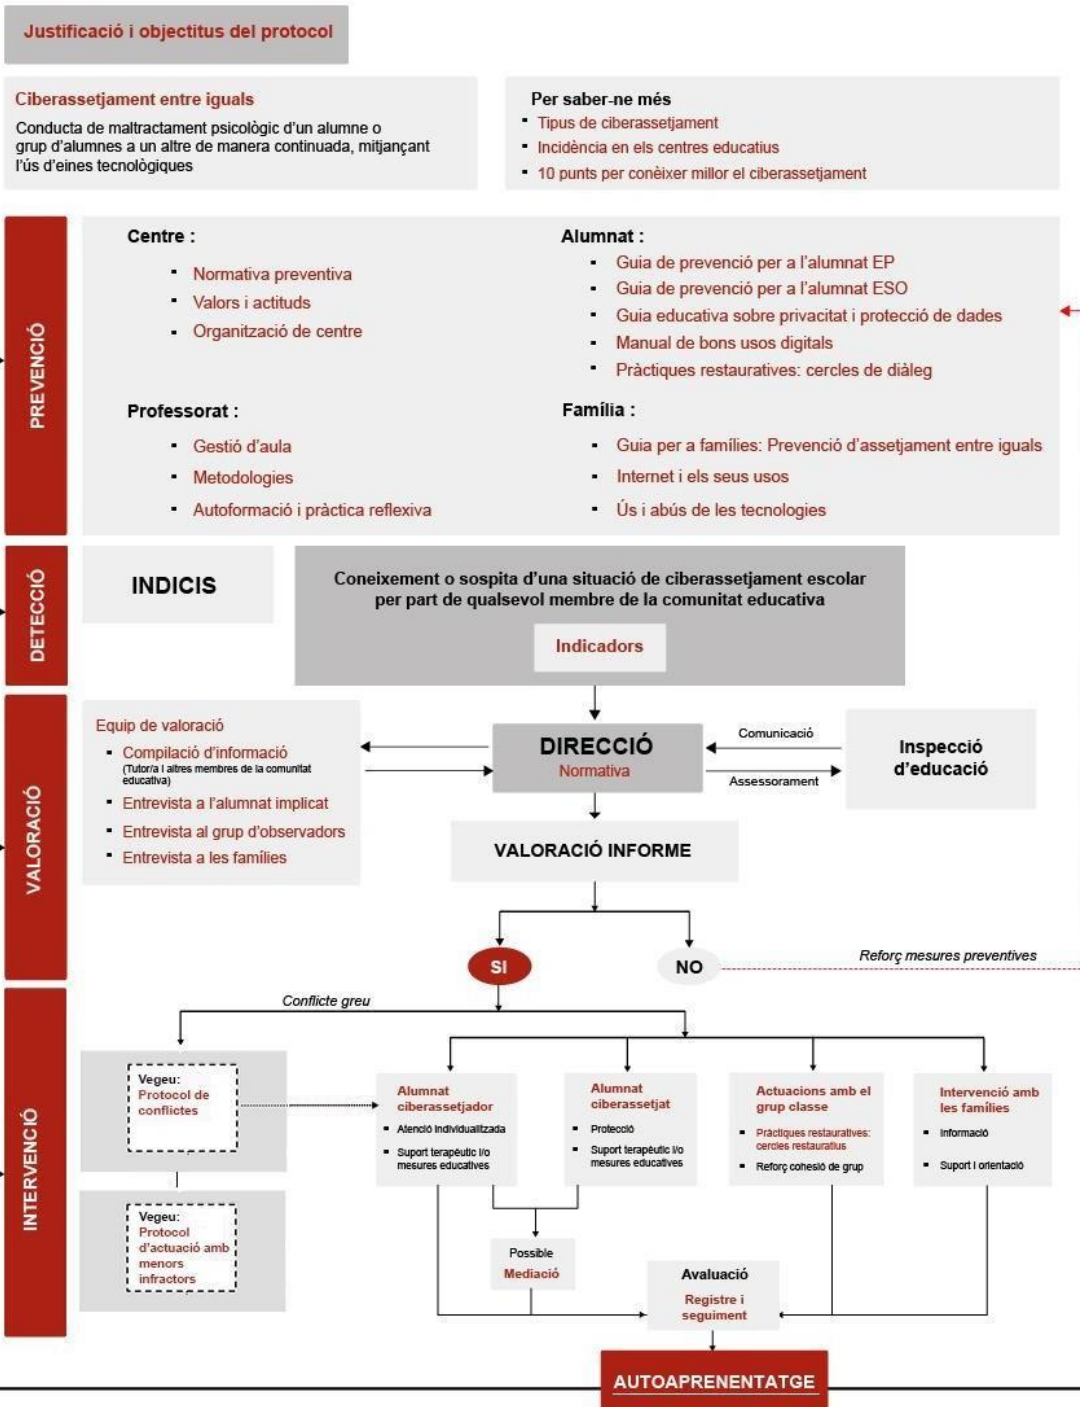 Justificació i objectitus del protocol
Ciberassetjament entre iguals
Conducta de maltractament psicològic d'un alumne o
grup d'alumnes a un altre de manera continuada, mitjançant
l'ús d'eines tecnològiques
Per saber-ne més
▪ Tipus de ciberassetjament
▪ Incidència en els centres educatius
▪ 10 punts per conèixer millor el ciberassetjament
PREVENCIÓ
Centre :
▪ Normativa preventiva
▪ Valors i actituds
▪ Organització de centre
Alumnat :
▪ Guia de prevenció per a l'alumnat EP
▪ Guia de prevenció per a l'alumnat ESO
▪ Guia educativa sobre privacitat i protecció de dades
▪ Manual de bons usos digitals
▪ Pràctiques restauratives: cercles de diàleg
Professorat :
▪ Gestió d'aula
▪ Metodologies
▪ Autoformació i pràctica reflexiva
Família :
▪ Guia per a famílies: Prevenció d'assetjament entre iguals
▪ Internet i els seus usos
▪ Ús i abús de les tecnologies
DETECCIÓ
INDICIS
Coneixement o sospita d'una situació de ciberassetjament escolar
per part de qualsevol membre de la comunitat educativa
Indicadors
VALORACIÓ
Equip de valoració
▪ Compilació d'informació
(Tutor/a i altres membres de la comunitat
educativa)
▪ Entrevista a l'alumnat implicat
▪ Entrevista al grup d'observadors
▪ Entrevista a les famílies
DIRECCIÓ
Normativa
Comunicació
Assessorament
Inspecció
d'educació
VALORACIÓ INFORME
SI
NO
Reforç mesures preventives
INTERVENCIÓ
Conflicte greu
Vegeu:
Protocol de
conflictes
Vegeu:
Protocol
d'actuació amb
menors
infractors
Alumnat
ciberassetjador
▪ Atenció individualitzada
▪ Suport terapèutic i/o
mesures educatives
Alumnat
ciberassetjat
▪ Protecció
▪ Suport terapèutic i/o
mesures educatives
Actuacions amb el
grup classe
▪ Pràctiques restauratives:
cercles restauratius
▪ Reforç cohesió de grup
Intervenció amb
les famílies
▪ Informació
▪ Suport i orientació
Possible
Mediació
Avaluació
Registre i
seguiment
AUTOAPRENENTATGE